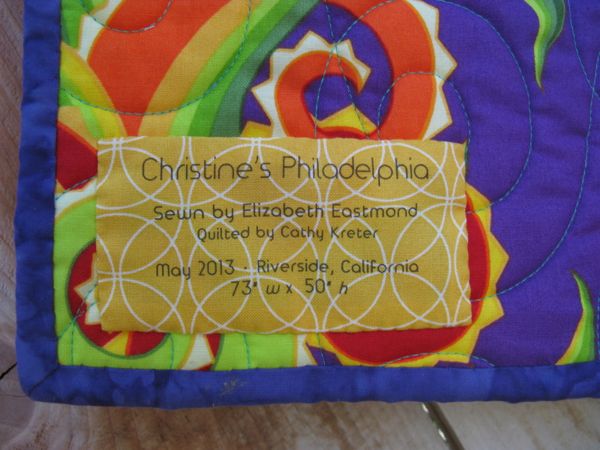 Christine's Philadelphia
Sewn by Elizabeth Eastmond
Quilted by Cathy Kreter
May 2013 · Riverside, California
73" w x 50" h